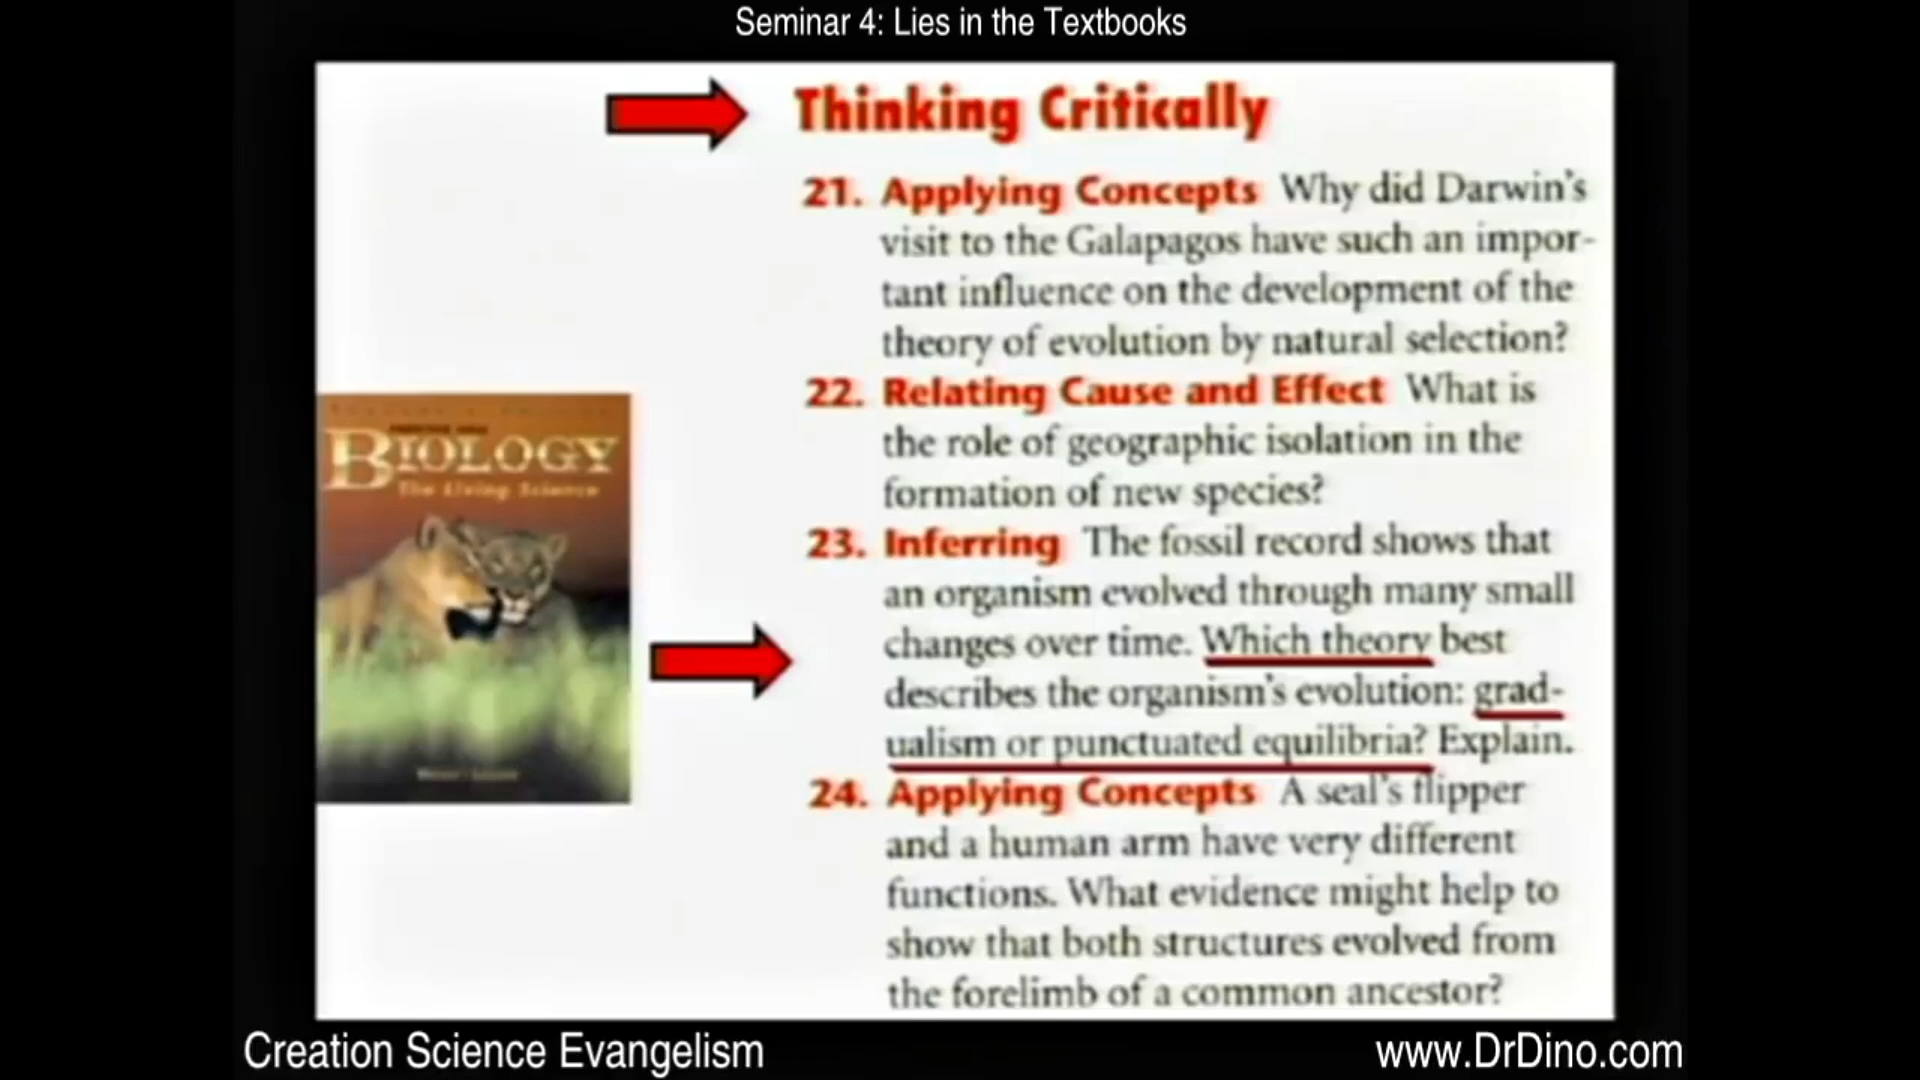 Seminar 4: Lies in the Textbooks
Thinking Critically
21. Applying Concepts Why did Darwin's
visit to the Galapagos have such an impor-
tant influence on the development of the
theory of evolution by natural selection?
22. Relating Cause and Effect What is
the role of geographic isolation in the
formation of new species?
23. Inferring The fossil record shows that
an organism evolved through many small
changes over time. Which theory best
describes the organism's evolution: grad-
ualism or punctuated equilibria? Explain.
24. Applying Concepts A seal's flipper
and a human arm have very different
functions. What evidence might help to
show that both structures evolved from
the forelimb of a common ancestor?
BIOLOGY
The Living Science
Creation Science Evangelism
www.DrDino.com